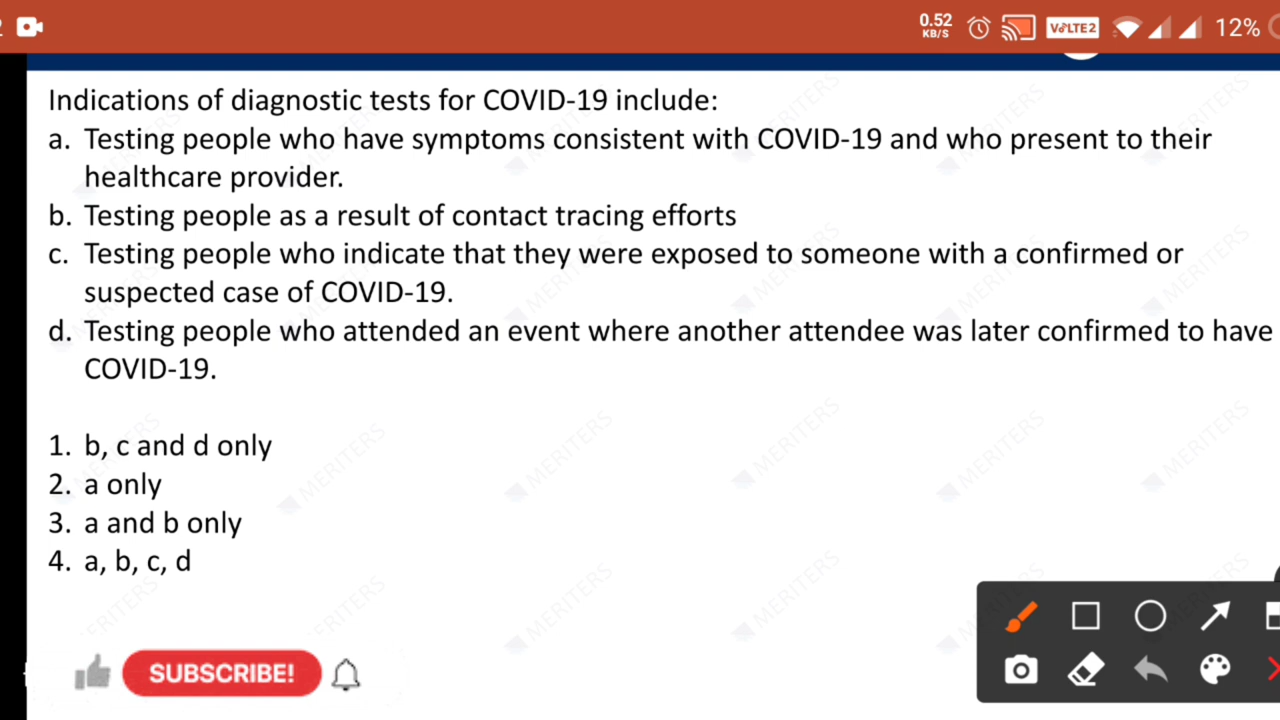 0.52
KB/S
VoLTE2
12%
Indications of diagnostic tests for COVID-19 include:
a. Testing people who have symptoms consistent with COVID-19 and who present to their
healthcare provider.
b. Testing people as a result of contact tracing efforts
c. Testing people who indicate that they were exposed to someone with a confirmed or
suspected case of COVID-19.
d. Testing people who attended an event where another attendee was later confirmed to have
COVID-19.
1. b, c and d only
2. a only
3. a and b only
4. a, b, c, d
SUBSCRIBE!
MERITERS